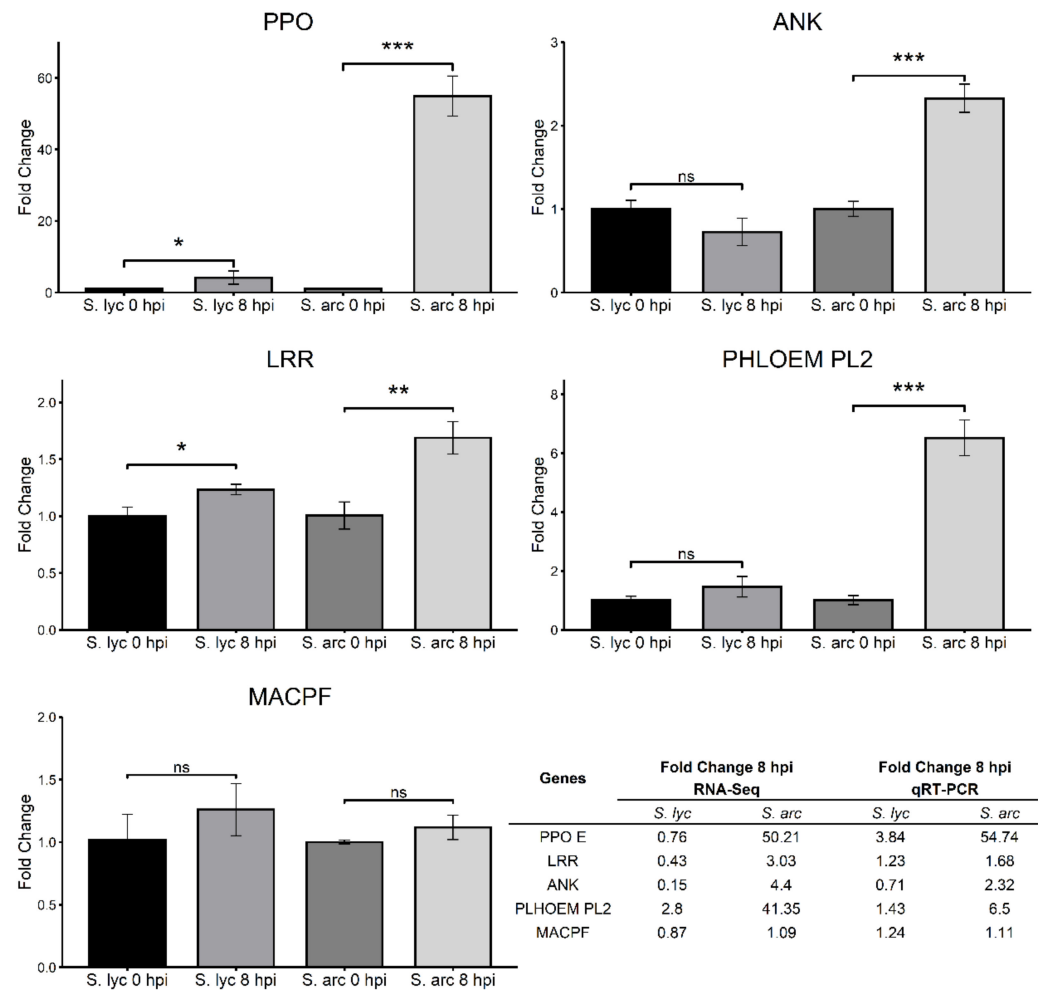 PPO
Fold Change
60
40
20
0
*
***
S. lyc 0 hpi S. lyc 8 hpi S. arc 0 hpi S. arc 8 hpi
ANK
Fold Change
3
2
1
0
ns
***
S. lyc 0 hpi S. lyc 8 hpi S. arc 0 hpi S. arc 8 hpi
LRR
Fold Change
2.0
1.5
1.0
0.5
0.0
*
**
S. lyc 0 hpi S. lyc 8 hpi S. arc 0 hpi S. arc 8 hpi
PHLOEM PL2
Fold Change
8
6
4
2
0
ns
***
S. lyc 0 hpi S. lyc 8 hpi S. arc 0 hpi S. arc 8 hpi
MACPF
Fold Change
2.0
1.5
1.0
0.5
0.0
ns
ns
S. lyc 0 hpi S. lyc 8 hpi S. arc 0 hpi S. arc 8 hpi
Genes Fold Change 8 hpi RNA-Seq Fold Change 8 hpi qRT-PCR
S. lyc S. arc S. lyc S. arc
PPO E 0.76 50.21 3.84 54.74
LRR 0.43 3.03 1.23 1.68
ANK 0.15 4.4 0.71 2.32
PLHOEM PL2 2.8 41.35 1.43 6.5
MACPF 0.87 1.09 1.24 1.11